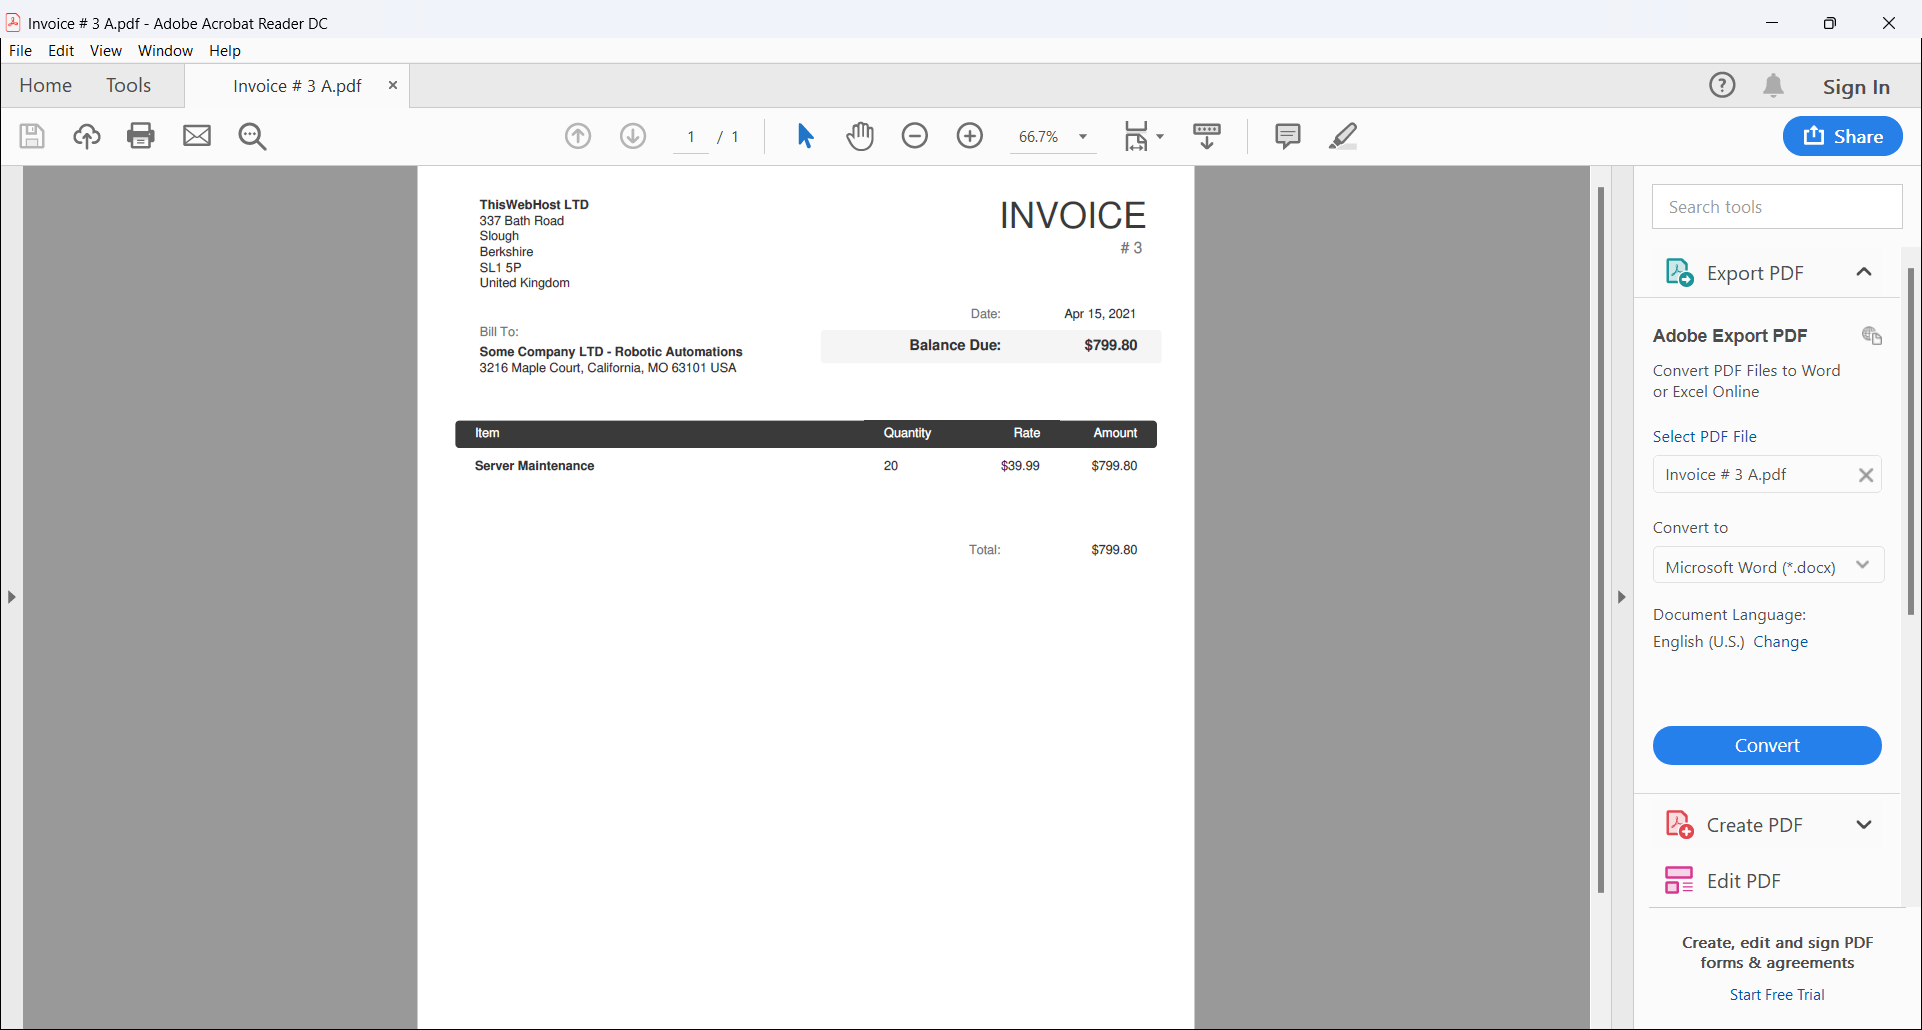 Invoice # 3 A.pdf - Adobe Acrobat Reader DC
File Edit View Window Help
Home Tools Invoice # 3 A.pdf × Sign In
1 / 1 66.7% Share
ThisWebHost LTD
337 Bath Road
Slough
Berkshire
SL1 5P
United Kingdom
INVOICE
# 3
Date: Apr 15, 2021
Balance Due: $799.80
Bill To:
Some Company LTD - Robotic Automations
3216 Maple Court, California, MO 63101 USA
Item Quantity Rate Amount
Server Maintenance 20 $39.99 $799.80
Total: $799.80
Search tools
Export PDF
Adobe Export PDF
Convert PDF Files to Word
or Excel Online
Select PDF File
Invoice # 3 A.pdf
Convert to
Microsoft Word (*.docx)
Document Language:
English (U.S.) Change
Convert
Create PDF
Edit PDF
Create, edit and sign PDF
forms & agreements
Start Free Trial